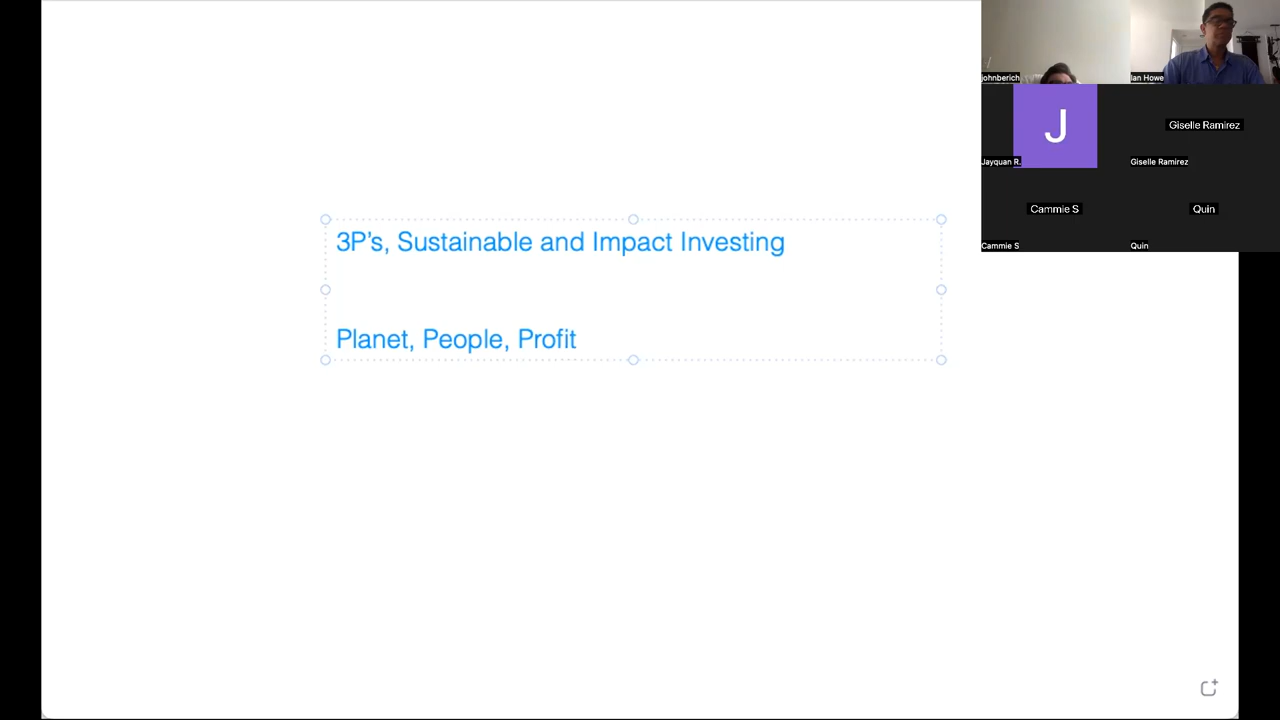 3P's, Sustainable and Impact Investing
Planet, People, Profit
johnberich
Ian Howe
J
Jayquan R.
Giselle Ramirez
Giselle Ramirez
Cammie S
Cammie S
Quin
Quin